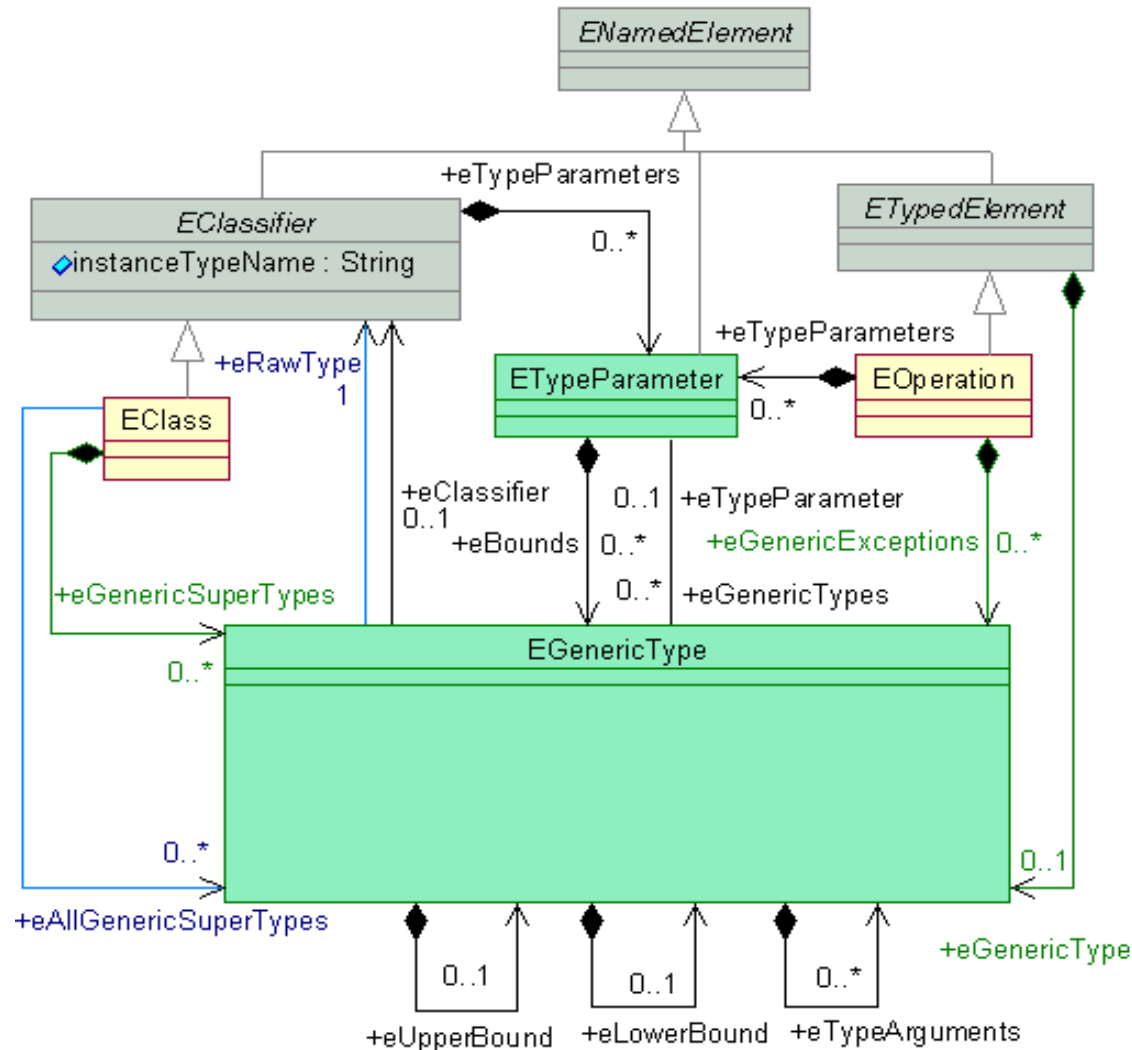 ENamedElement
+eTypeParameters
EClassifier
instanceTypeName : String
0..*
ETypedElement
+eRawType
1
+eTypeParameters
ETypeParameter
0..*
EOperation
EClass
+eClassifier
0..1
0..1
+eTypeParameter
+eBounds
0..*
+eGenericExceptions
0..*
0..*
+eGenericTypes
+eGenericSuperTypes
0..*
EGenericType
0..*
+eAllGenericSuperTypes
0..1
+eGenericType
0..1
+eUpperBound
0..1
+eLowerBound
0..*
+eTypeArguments